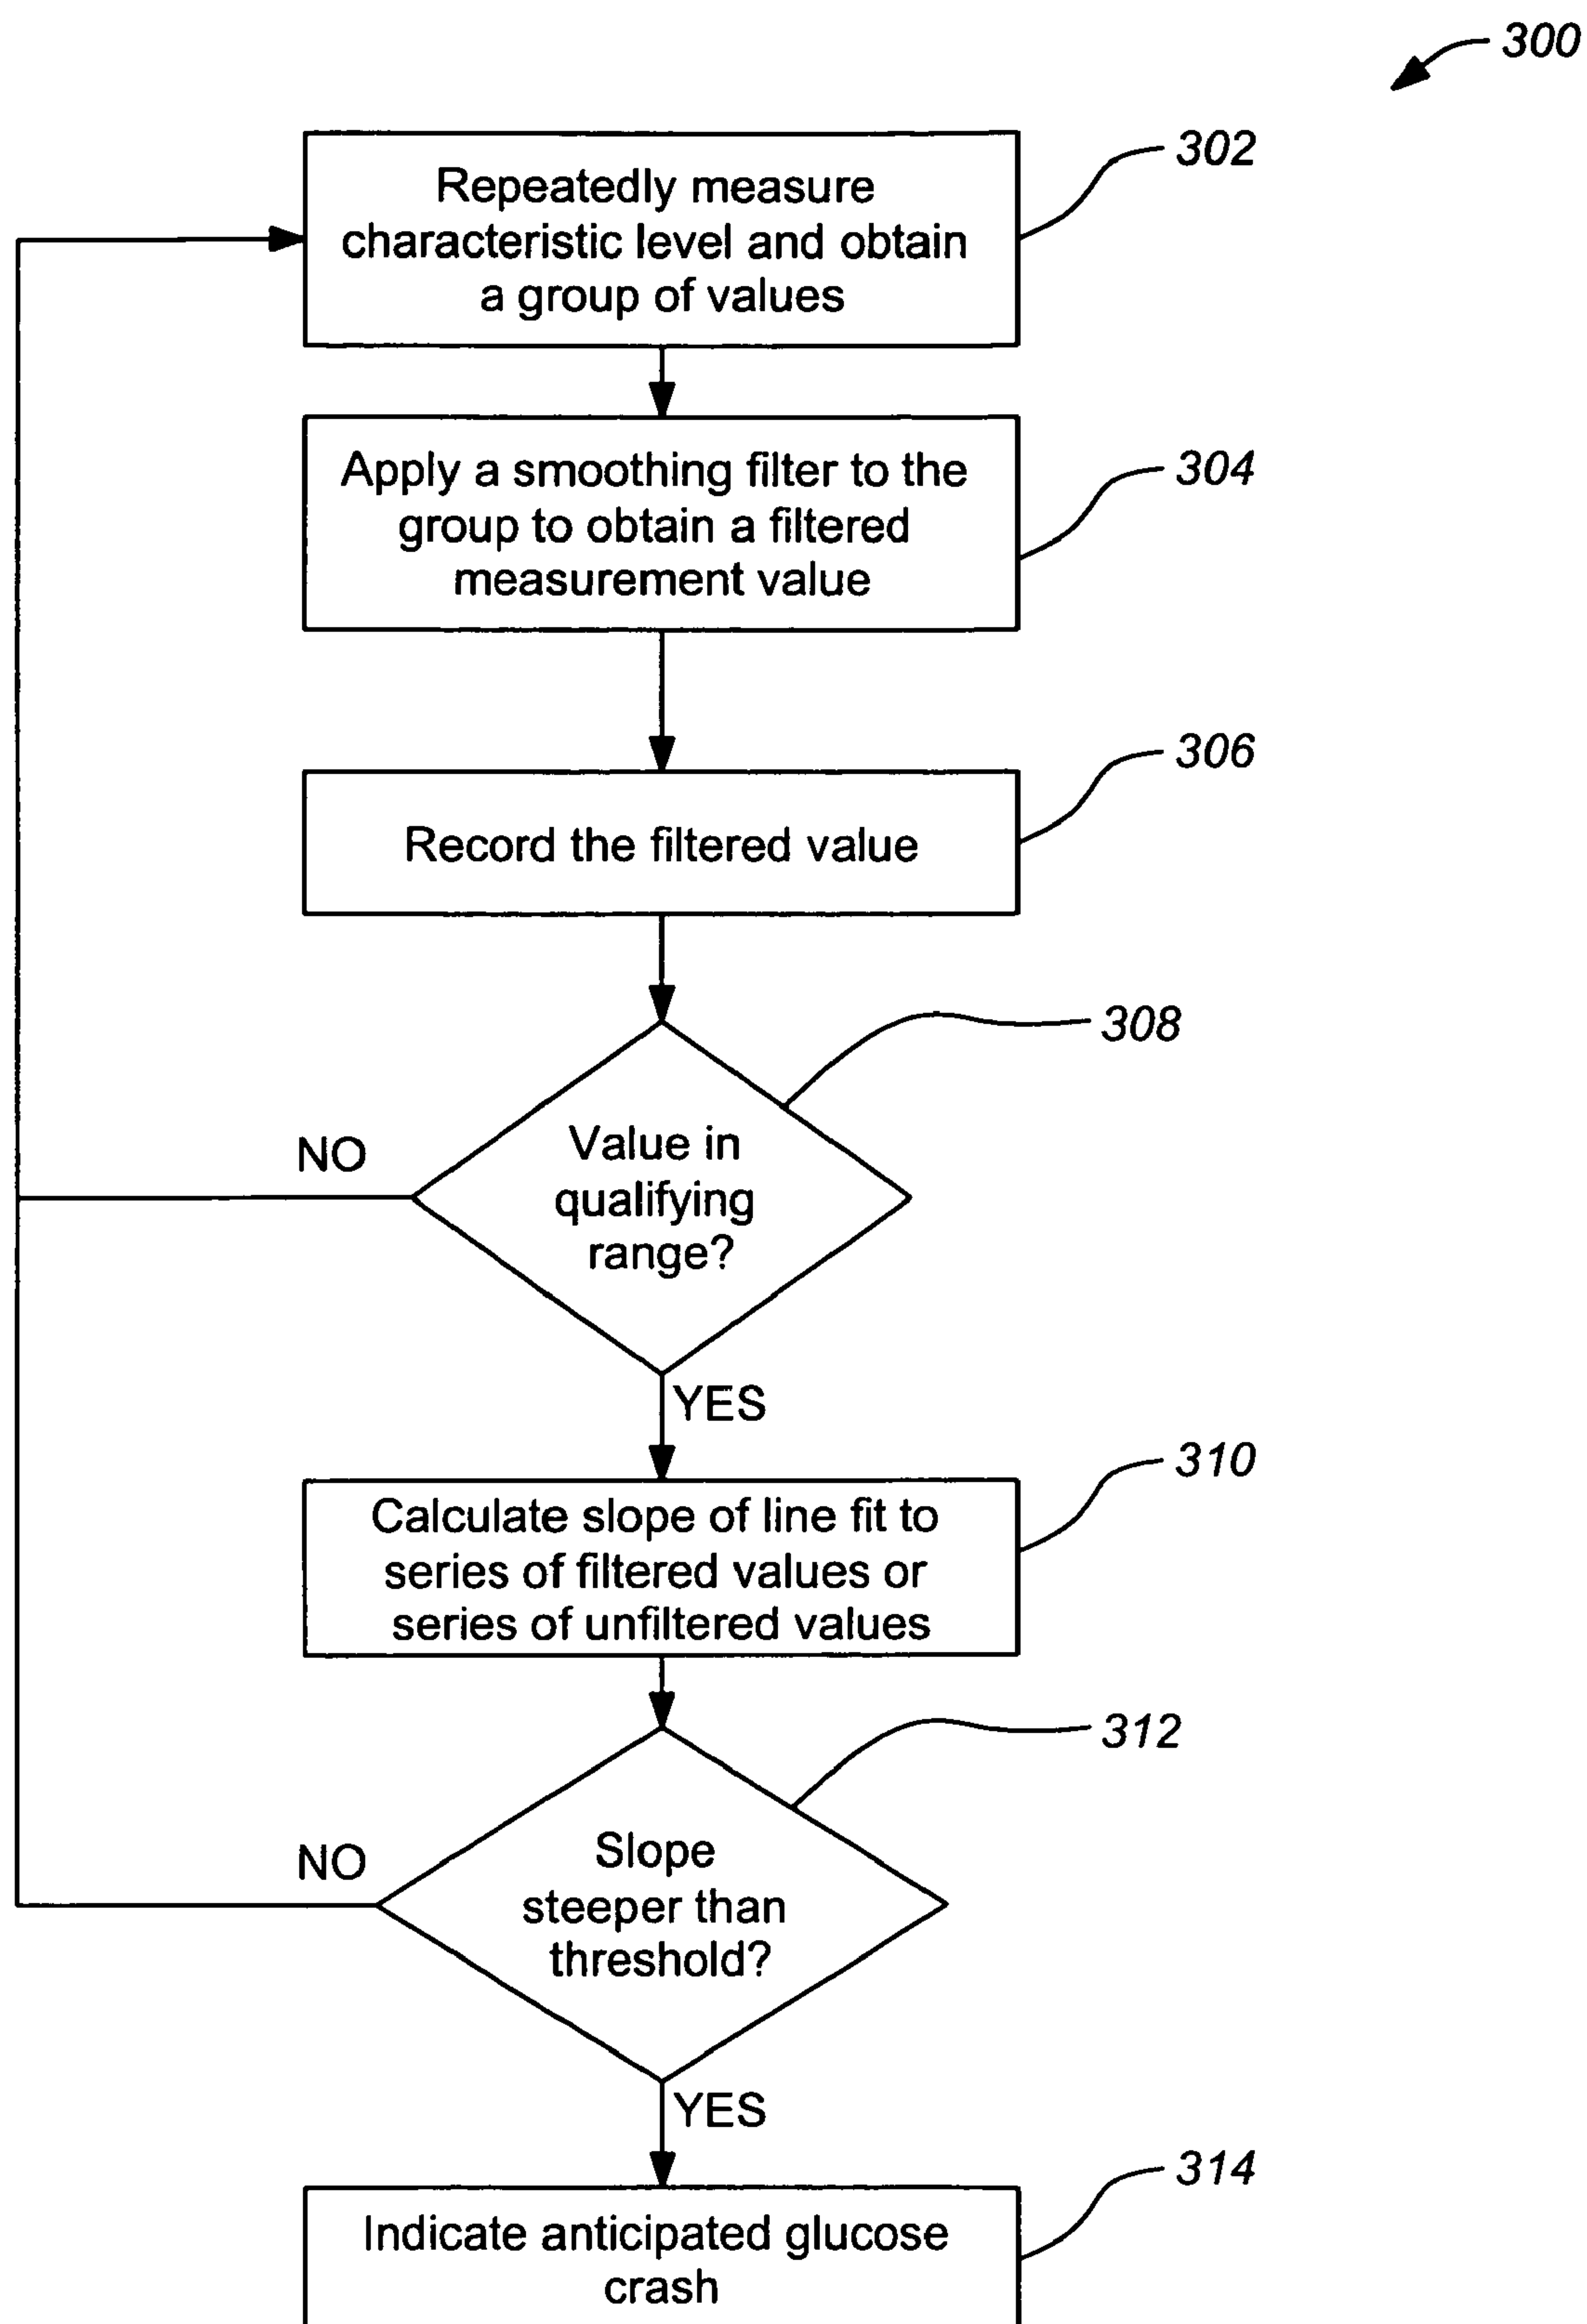 300
302
Repeatedly measure
characteristic level and obtain
a group of values
304
Apply a smoothing filter to the
group to obtain a filtered
measurement value
306
Record the filtered value
308
NO
Value in
qualifying
range?
YES
310
Calculate slope of line fit to
series of filtered values or
series of unfiltered values
312
NO
Slope
steeper than
threshold?
YES
314
Indicate anticipated glucose
crash